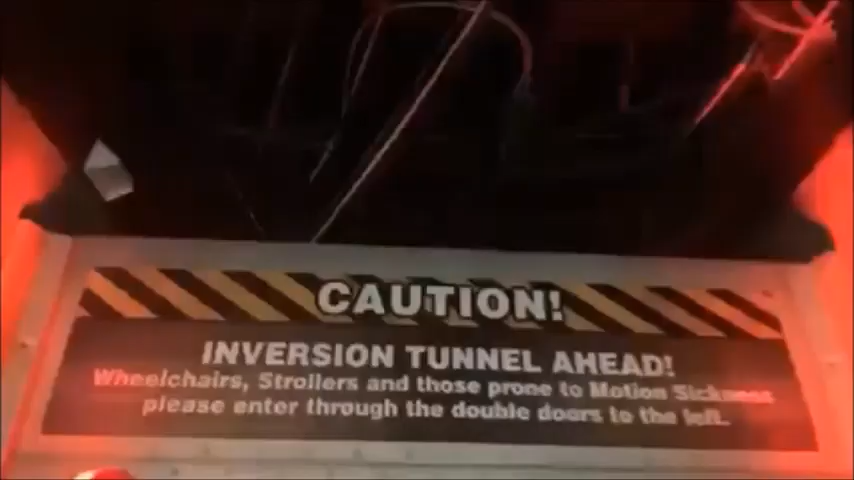 CAUTION!
INVERSION TUNNEL AHEAD!
Wheelchairs, Strollers and those prone to Motion Sickness
please enter through the double doors to the left.